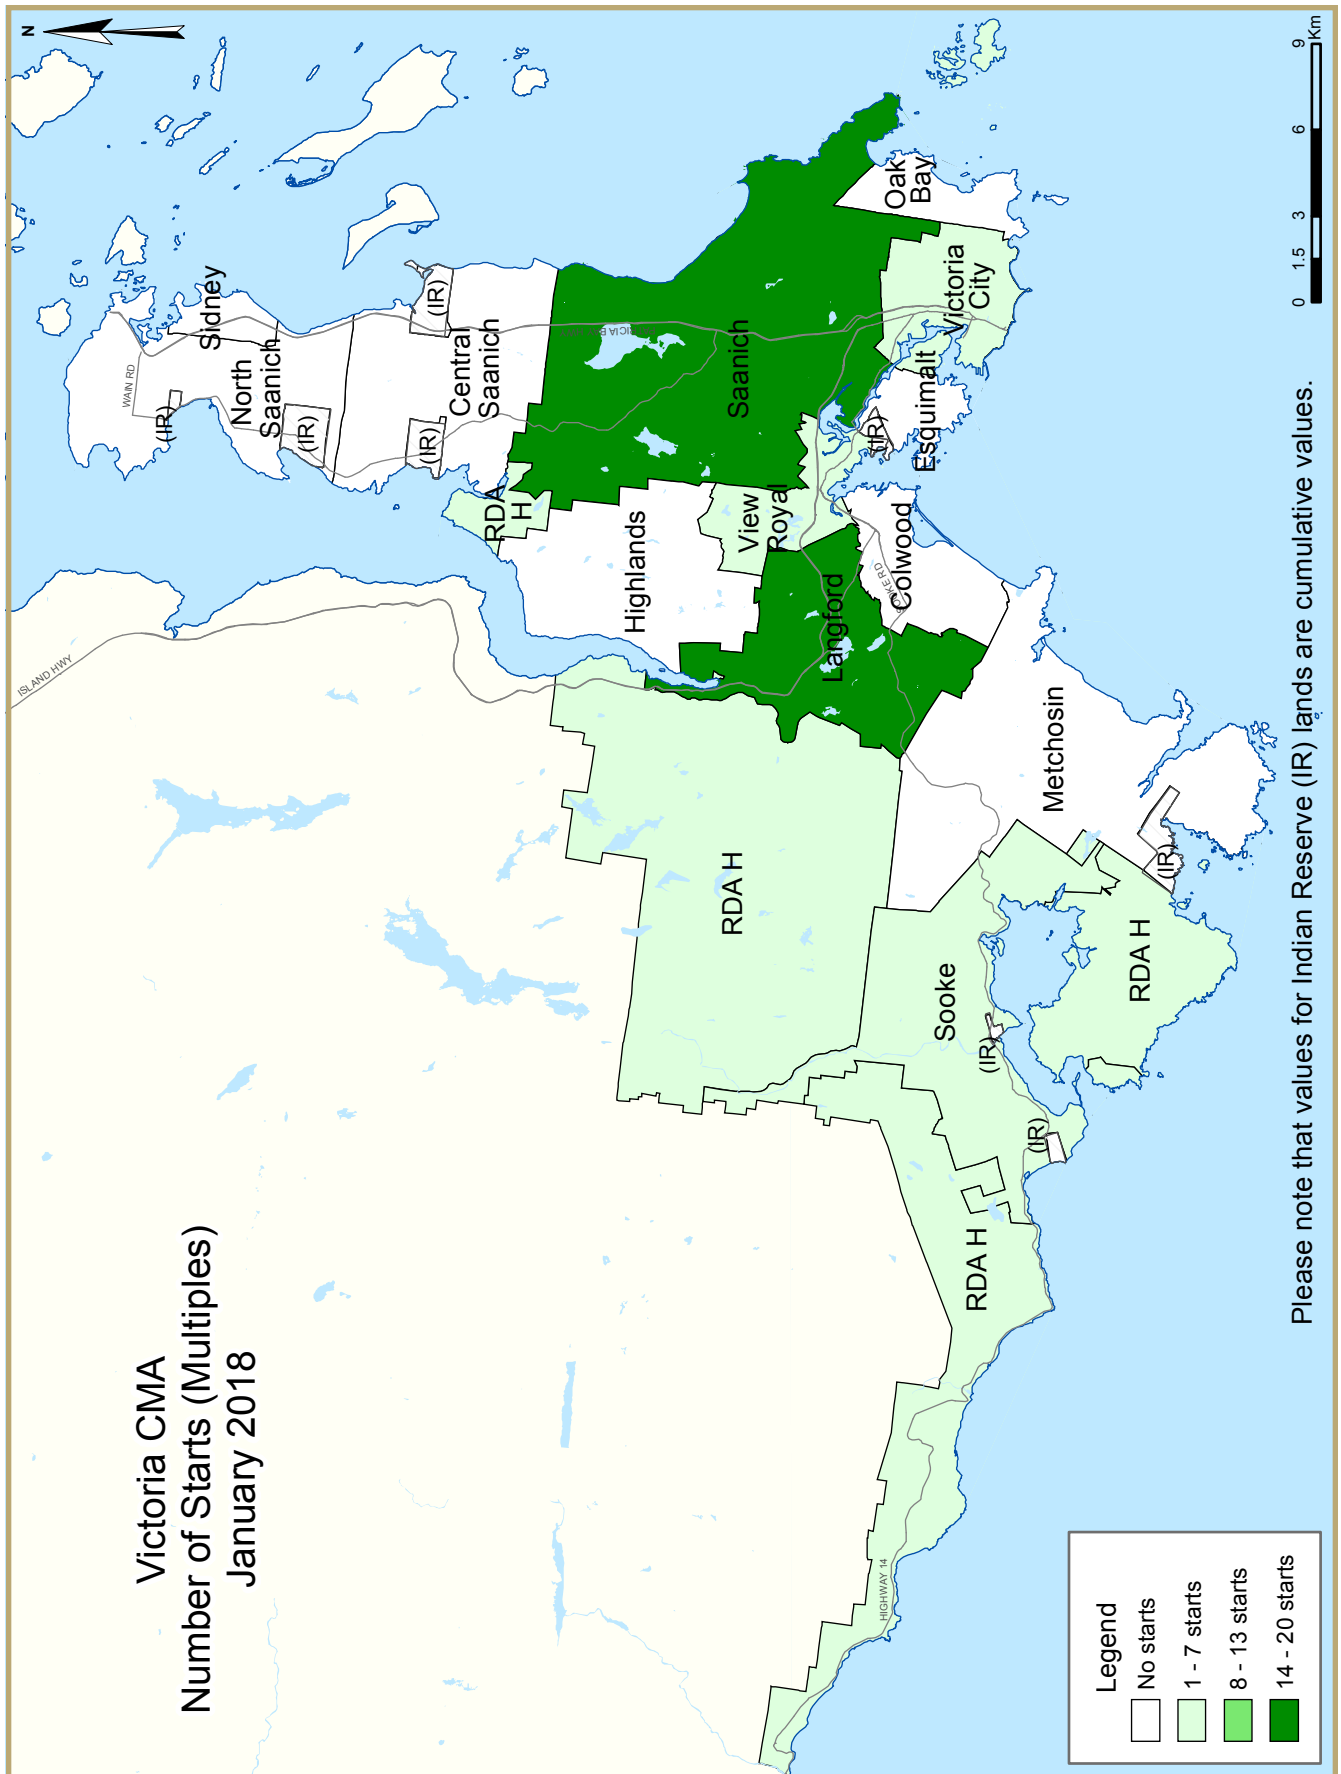 Victoria CMA
Number of Starts (Multiples)
January 2018
N
ISLAND HWY
WAIN RD
Sidney
(IR)
North
Saanich
(IR)
(IR)
Central
Saanich
(IR)
RDA
H
Saanich
Highlands
View
Royal
Oak
Bay
Victoria
City
Esquimalt
(IR)
Langford
Colwood
Metchosin
(IR)
RDA H
Sooke
(IR)
RDA H
(IR)
RDA H
HIGHWAY 14
Legend
No starts
1 - 7 starts
8 - 13 starts
14 - 20 starts
0 1.5 3 6 9
Km
Please note that values for Indian Reserve (IR) lands are cumulative values.